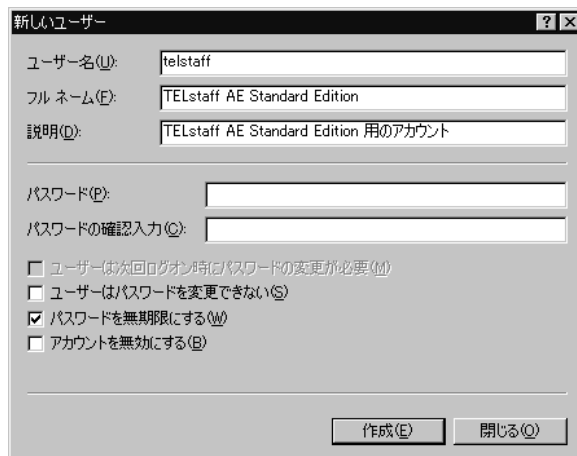 新しいユーザー
ユーザー名(U): telstaff
フル ネーム(F): TELstaff AE Standard Edition
説明(D): TELstaff AE Standard Edition 用のアカウント
パスワード(P):
パスワードの確認入力(C):
ユーザーは次回ログオン時にパスワードの変更が必要(M)
ユーザーはパスワードを変更できない(S)
パスワードを無期限にする(W)
アカウントを無効にする(B)
作成(E) 閉じる(O)